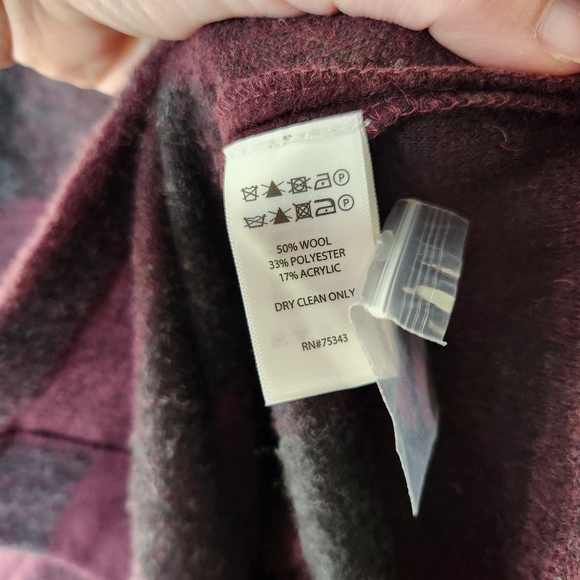 P
P
50% WOOL
33% POLYESTER
17% ACRYLIC
DRY CLEAN ONLY
RN#75343